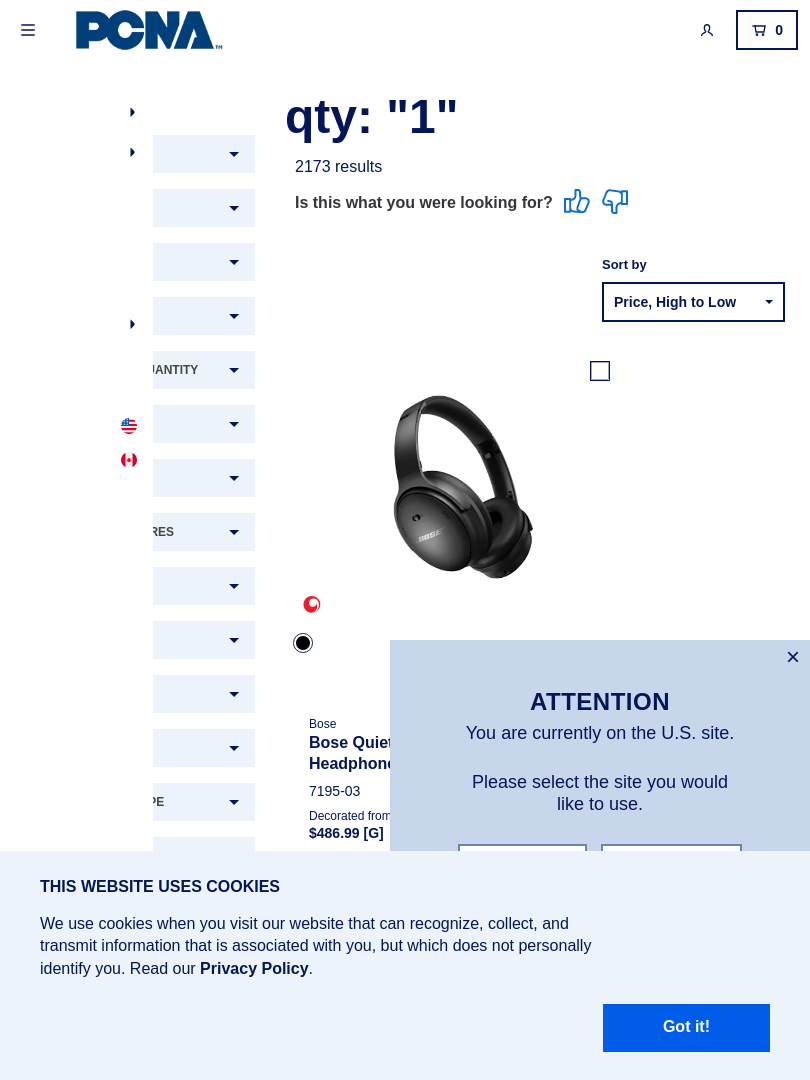 PCNA™
0
qty: "1"
2173 results
Is this what you were looking for?
Sort by
Price, High to Low
UANTITY
BOSE
RES
ATTENTION
You are currently on the U.S. site.
Please select the site you would
like to use.
Bose
Bose Quiet
Headphone
7195-03
Decorated from
$486.99 [G]
PE
THIS WEBSITE USES COOKIES
We use cookies when you visit our website that can recognize, collect, and
transmit information that is associated with you, but which does not personally
identify you. Read our Privacy Policy.
Got it!